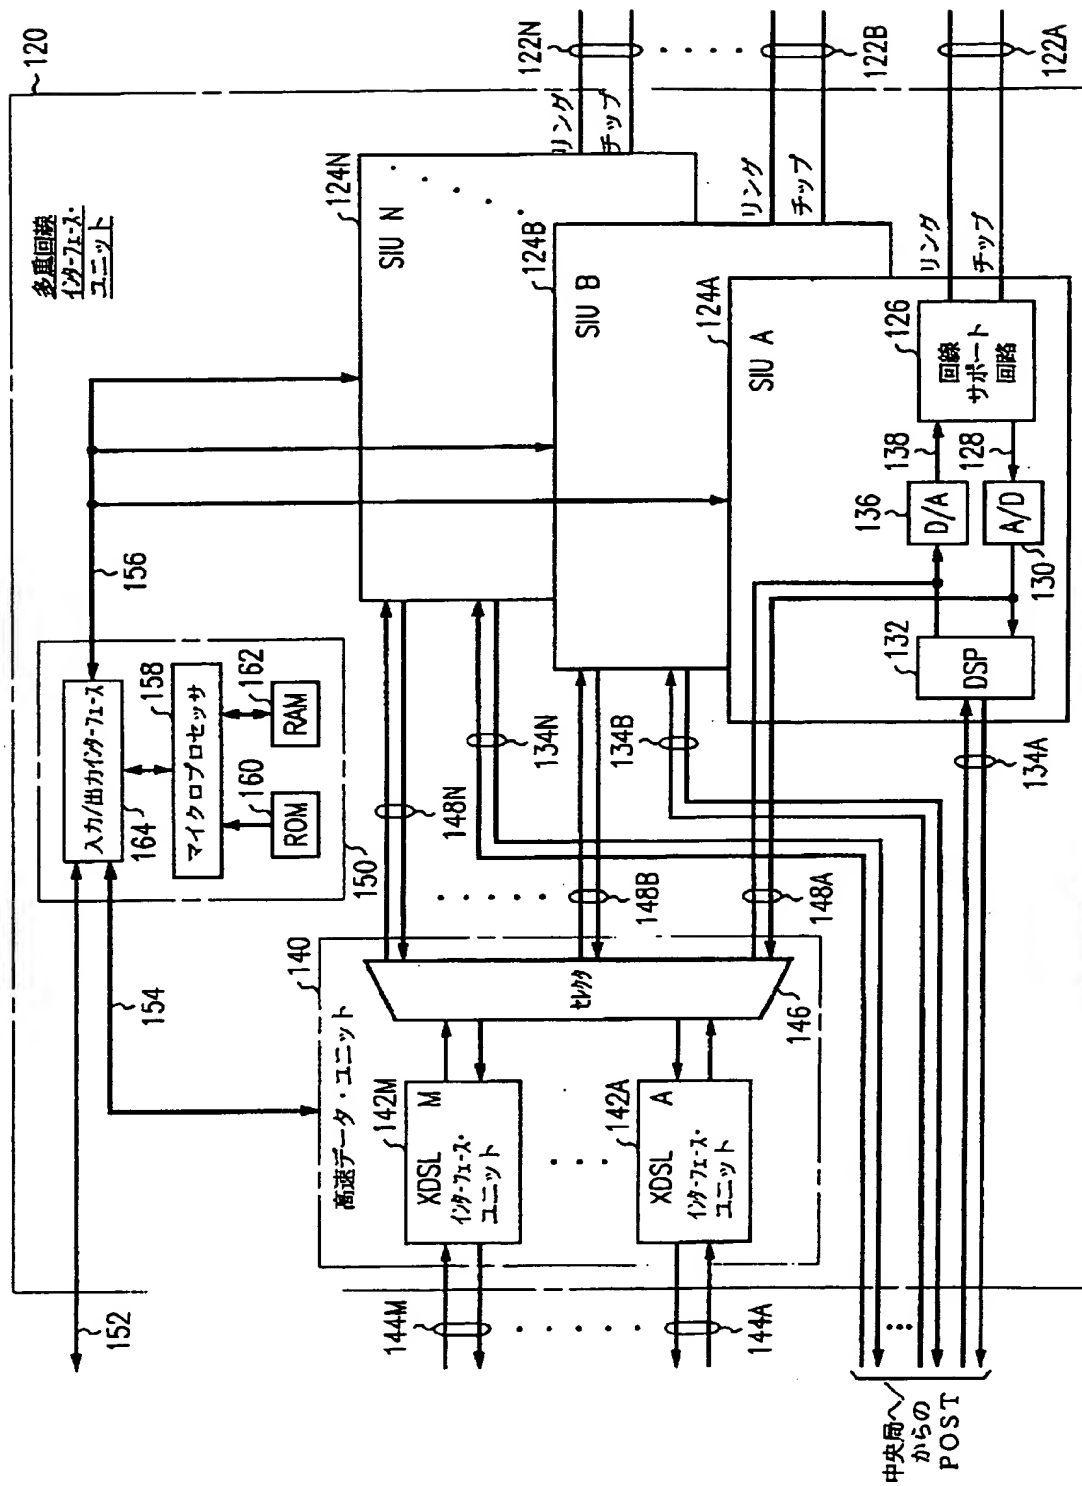 120
多重回線
インタフェース・
ユニット
122N
122B
122A
リング
チップ
リング
チップ
リング
チップ
124N
SIU N
124B
SIU B
124A
SIU A
126
回線
サポート
回路
138
128
136
D/A
A/D
130
132
DSP
134N
134B
134A
156
入力/出力インタフェース
164
158
マイクロプロセッサ
162
RAM
160
ROM
150
148N
148B
148A
152
154
140
高速データ・ユニット
セレクタ
146
142M
XDSL M
インタフェース・
ユニット
142A
XDSL A
インタフェース・
ユニット
144M
144A
中央局へ
からの
POST